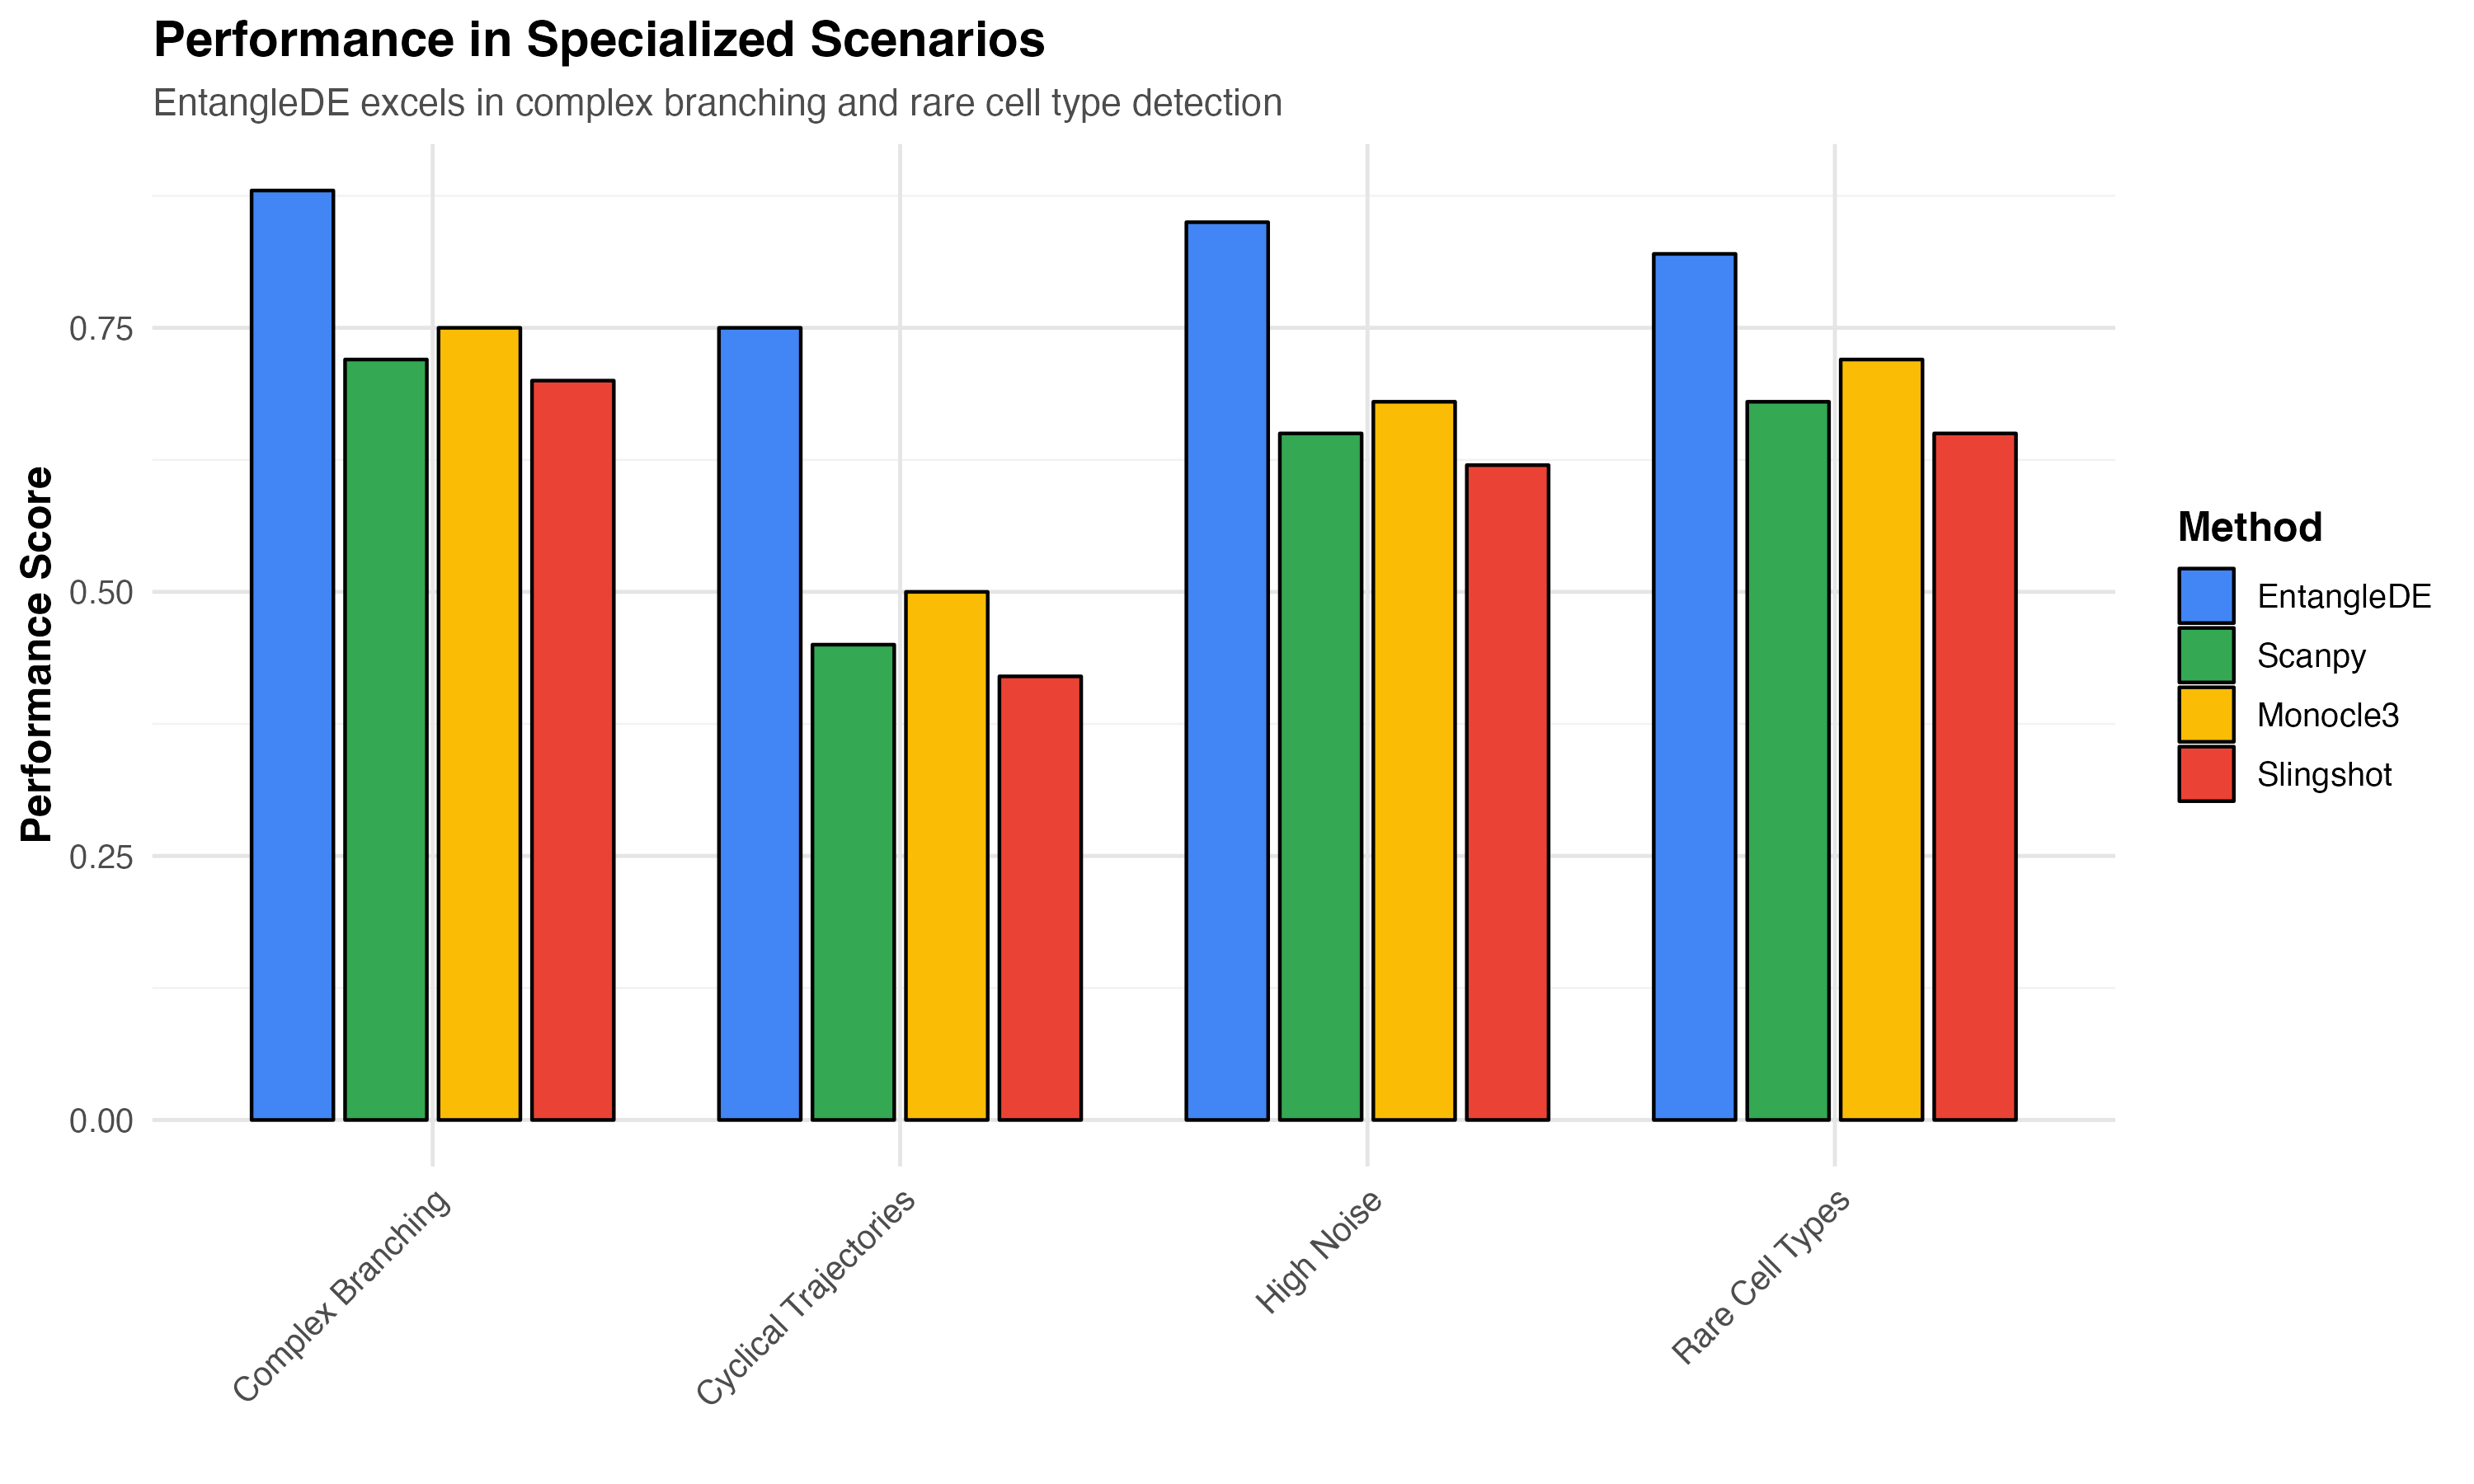 Performance in Specialized Scenarios
EntangleDE excels in complex branching and rare cell type detection
Performance Score
0.75
0.50
0.25
0.00
Complex Branching
Cyclical Trajectories
High Noise
Rare Cell Types
Method
EntangleDE
Scanpy
Monocle3
Slingshot